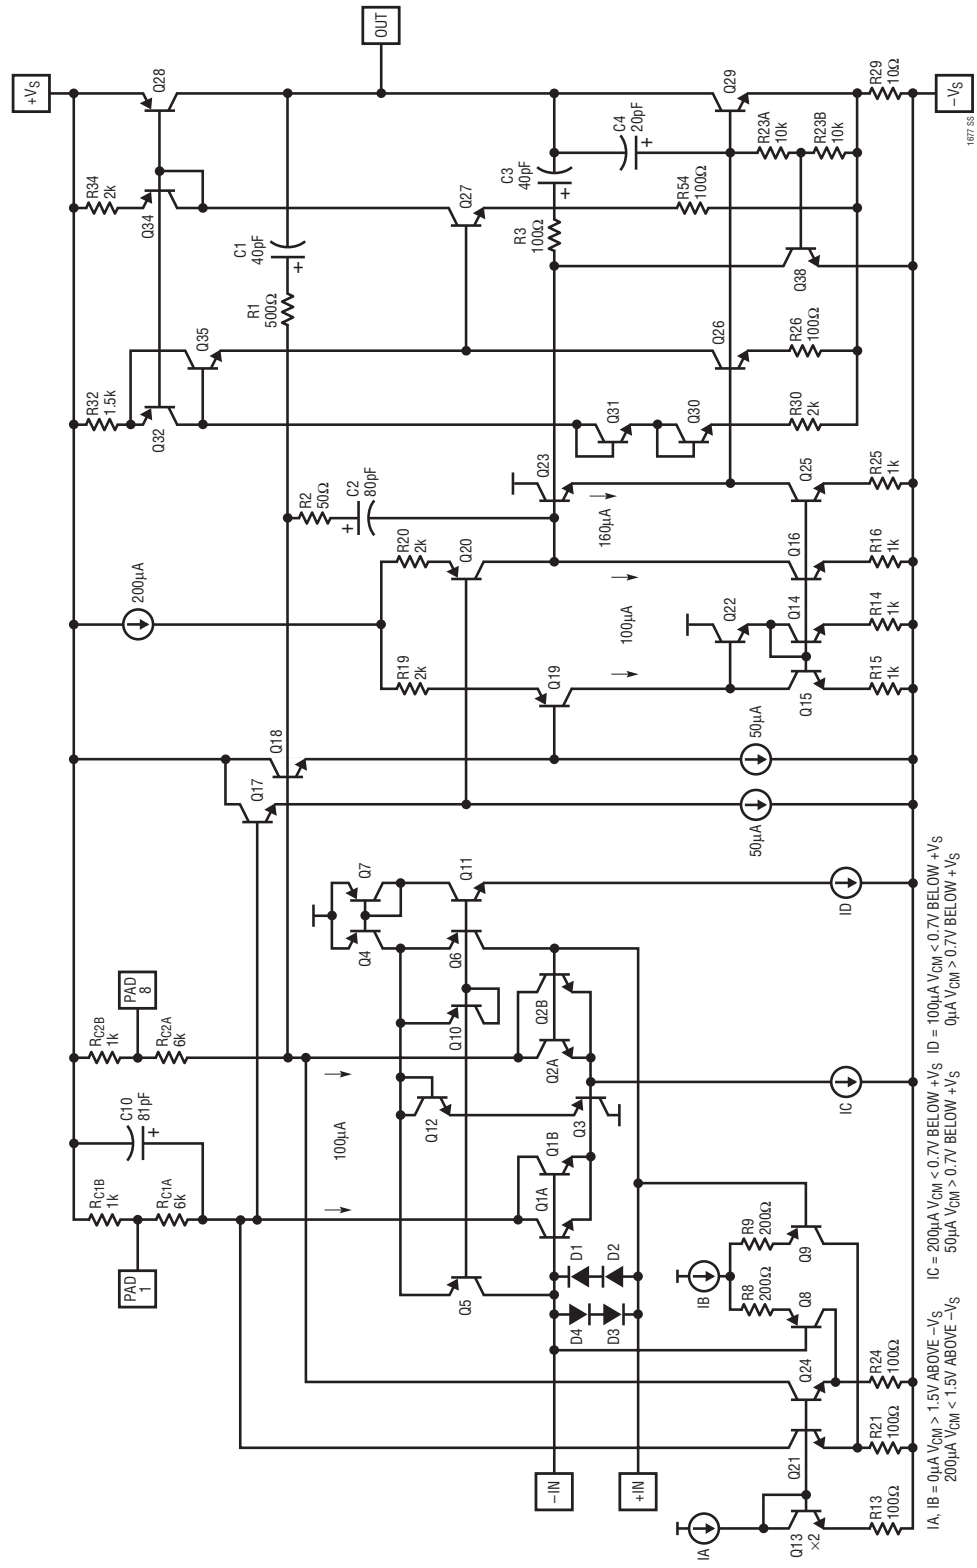 +VS
R34
2k
Q34
Q28
OUT
R32
1.5k
Q32
Q35
R1
500Ω
C1
40pF
Q27
R3
100Ω
C3
40pF
C4
20pF
R54
100Ω
Q29
R23A
10k
R23B
10k
R29
10Ω
–VS
1677 SS
Q38
Q26
R26
100Ω
Q31
Q30
R30
2k
R2
50Ω
C2
80pF
Q23
160µA
Q25
R25
1k
200µA
R20
2k
Q20
R19
2k
Q19
100µA
Q22
Q16
R16
1k
Q14
R14
1k
Q15
R15
1k
Q17
Q18
50µA
50µA
RC1B
1k
RC1A
6k
PAD
1
C10
81pF
RC2B
1k
RC2A
6k
PAD
8
100µA
Q4
Q7
Q6
Q11
Q10
Q12
Q5
Q1A
Q1B
Q3
Q2A
Q2B
D1
D2
D4
D3
–IN
+IN
IA
IB
IC
ID
R8
200Ω
R9
200Ω
Q8
Q9
Q13
×2
Q21
Q24
R13
100Ω
R21
100Ω
R24
100Ω
IA, IB = 0µA VCM > 1.5V ABOVE –VS
200µA VCM < 1.5V ABOVE –VS
IC = 200µA VCM < 0.7V BELOW +VS
50µA VCM > 0.7V BELOW +VS
ID = 100µA VCM < 0.7V BELOW +VS
0µA VCM > 0.7V BELOW +VS